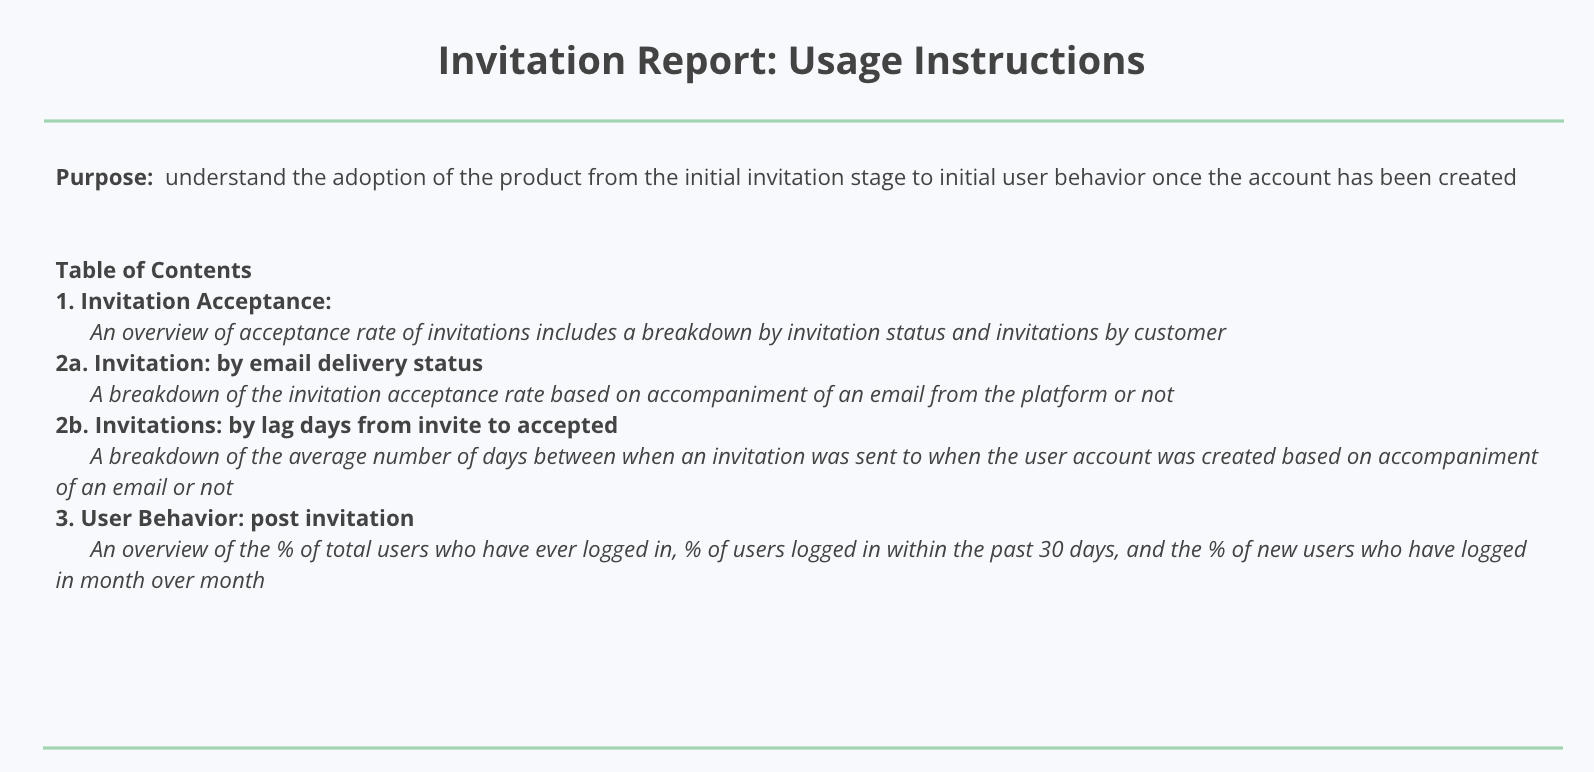 Invitation Report: Usage Instructions
Purpose: understand the adoption of the product from the initial invitation stage to initial user behavior once the account has been created
Table of Contents
1. Invitation Acceptance:
An overview of acceptance rate of invitations includes a breakdown by invitation status and invitations by customer
2a. Invitation: by email delivery status
A breakdown of the invitation acceptance rate based on accompaniment of an email from the platform or not
2b. Invitations: by lag days from invite to accepted
A breakdown of the average number of days between when an invitation was sent to when the user account was created based on accompaniment
of an email or not
3. User Behavior: post invitation
An overview of the % of total users who have ever logged in, % of users logged in within the past 30 days, and the % of new users who have logged
in month over month